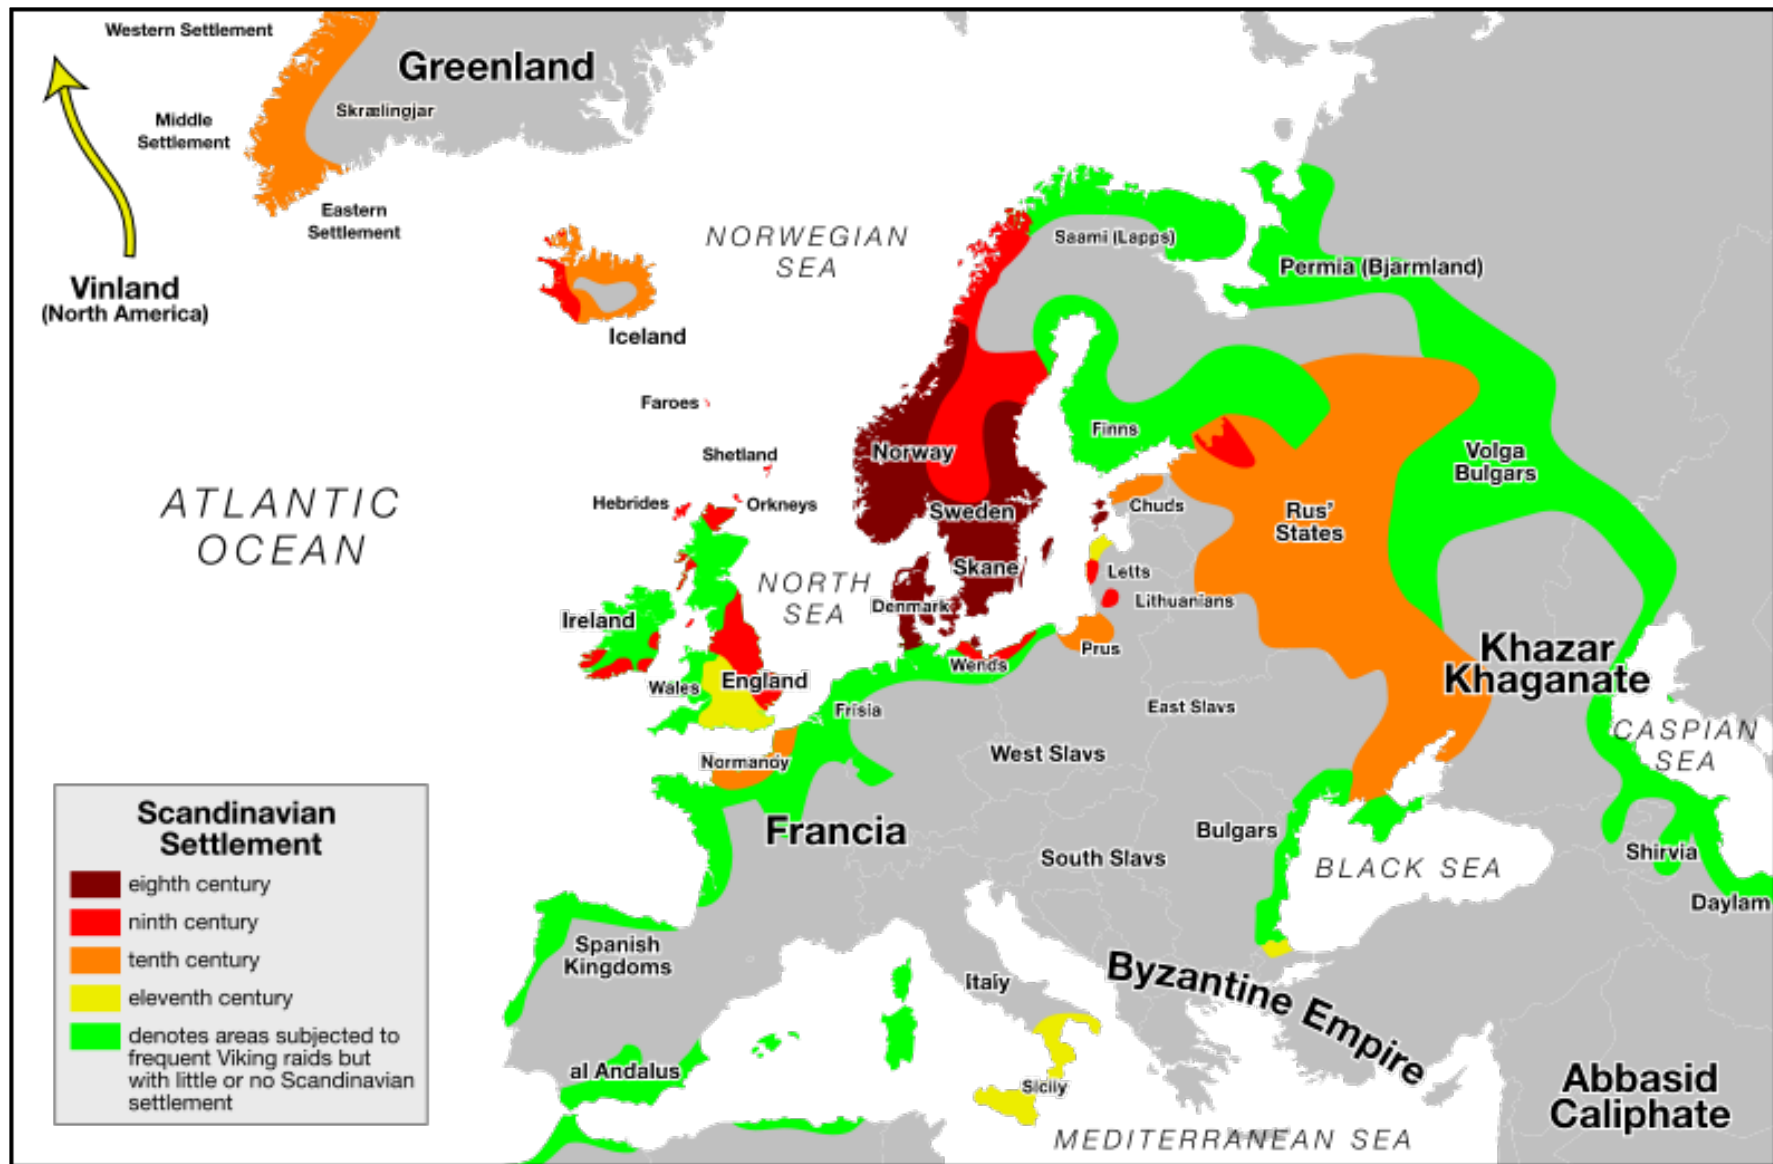 Western Settlement
Greenland
Skrælingjar
Middle
Settlement
Eastern
Settlement
Vinland
(North America)
NORWEGIAN
SEA
Saami (Lapps)
Permia (Bjarmland)
Iceland
Faroes
Shetland
Hebrides
Orkneys
Norway
Finns
Volga
Bulgars
ATLANTIC
OCEAN
Sweden
Chuds
Rus'
States
Skane
NORTH
SEA
Letts
Denmark
Lithuanians
Ireland
Wends
Prus
Khazar
Khaganate
Wales
England
Frisia
East Slavs
CASPIAN
SEA
West Slavs
Normandy
Francia
Bulgars
South Slavs
BLACK SEA
Shirvia
Daylam
Spanish
Kingdoms
Italy
Byzantine Empire
al Andalus
Sicily
Abbasid
Caliphate
MEDITERRANEAN SEA
Scandinavian
Settlement
eighth century
ninth century
tenth century
eleventh century
denotes areas subjected to
frequent Viking raids but
with little or no Scandinavian
settlement